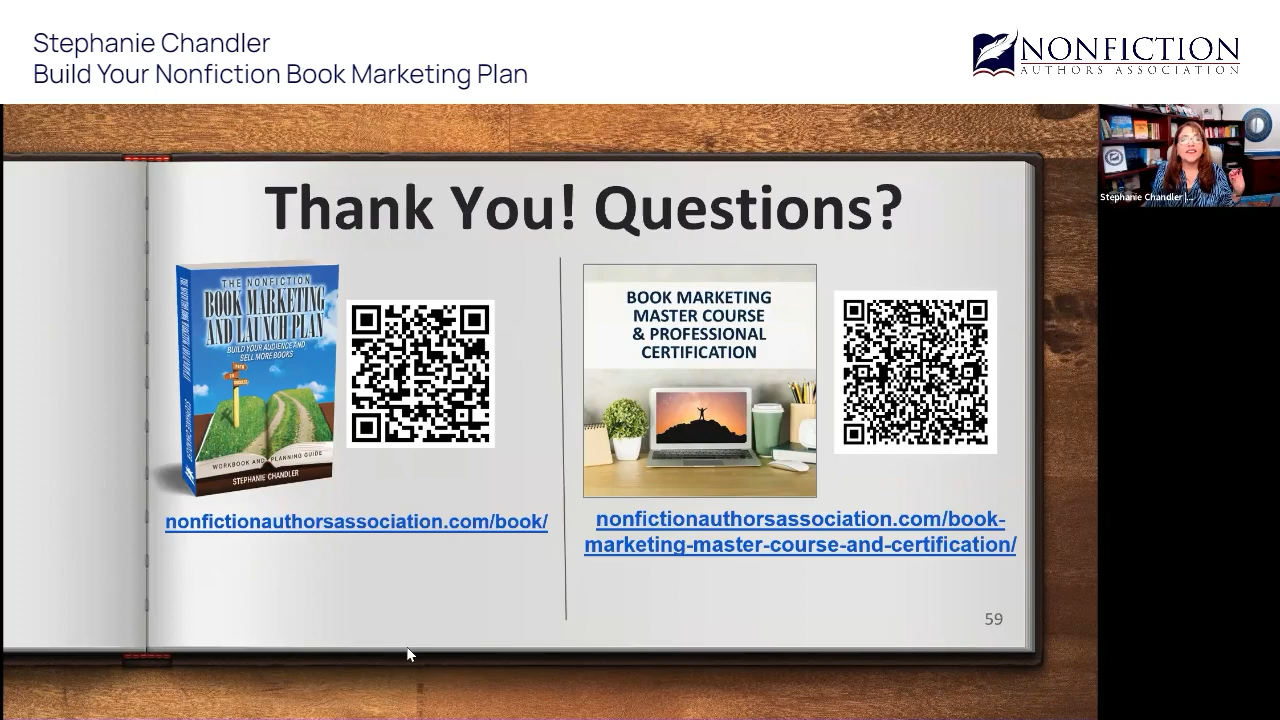 Stephanie Chandler
Build Your Nonfiction Book Marketing Plan
NONFICTION
AUTHORS ASSOCIATION
Stephanie Chandler |...
Thank You! Questions?
THE NONFICTION
BOOK MARKETING
AND LAUNCH PLAN
BUILD YOUR AUDIENCE AND
SELL MORE BOOKS
WORKBOOK AND PLANNING GUIDE
STEPHANIE CHANDLER
nonfictionauthorsassociation.com/book/
BOOK MARKETING
MASTER COURSE
& PROFESSIONAL
CERTIFICATION
nonfictionauthorsassociation.com/book-
marketing-master-course-and-certification/
59